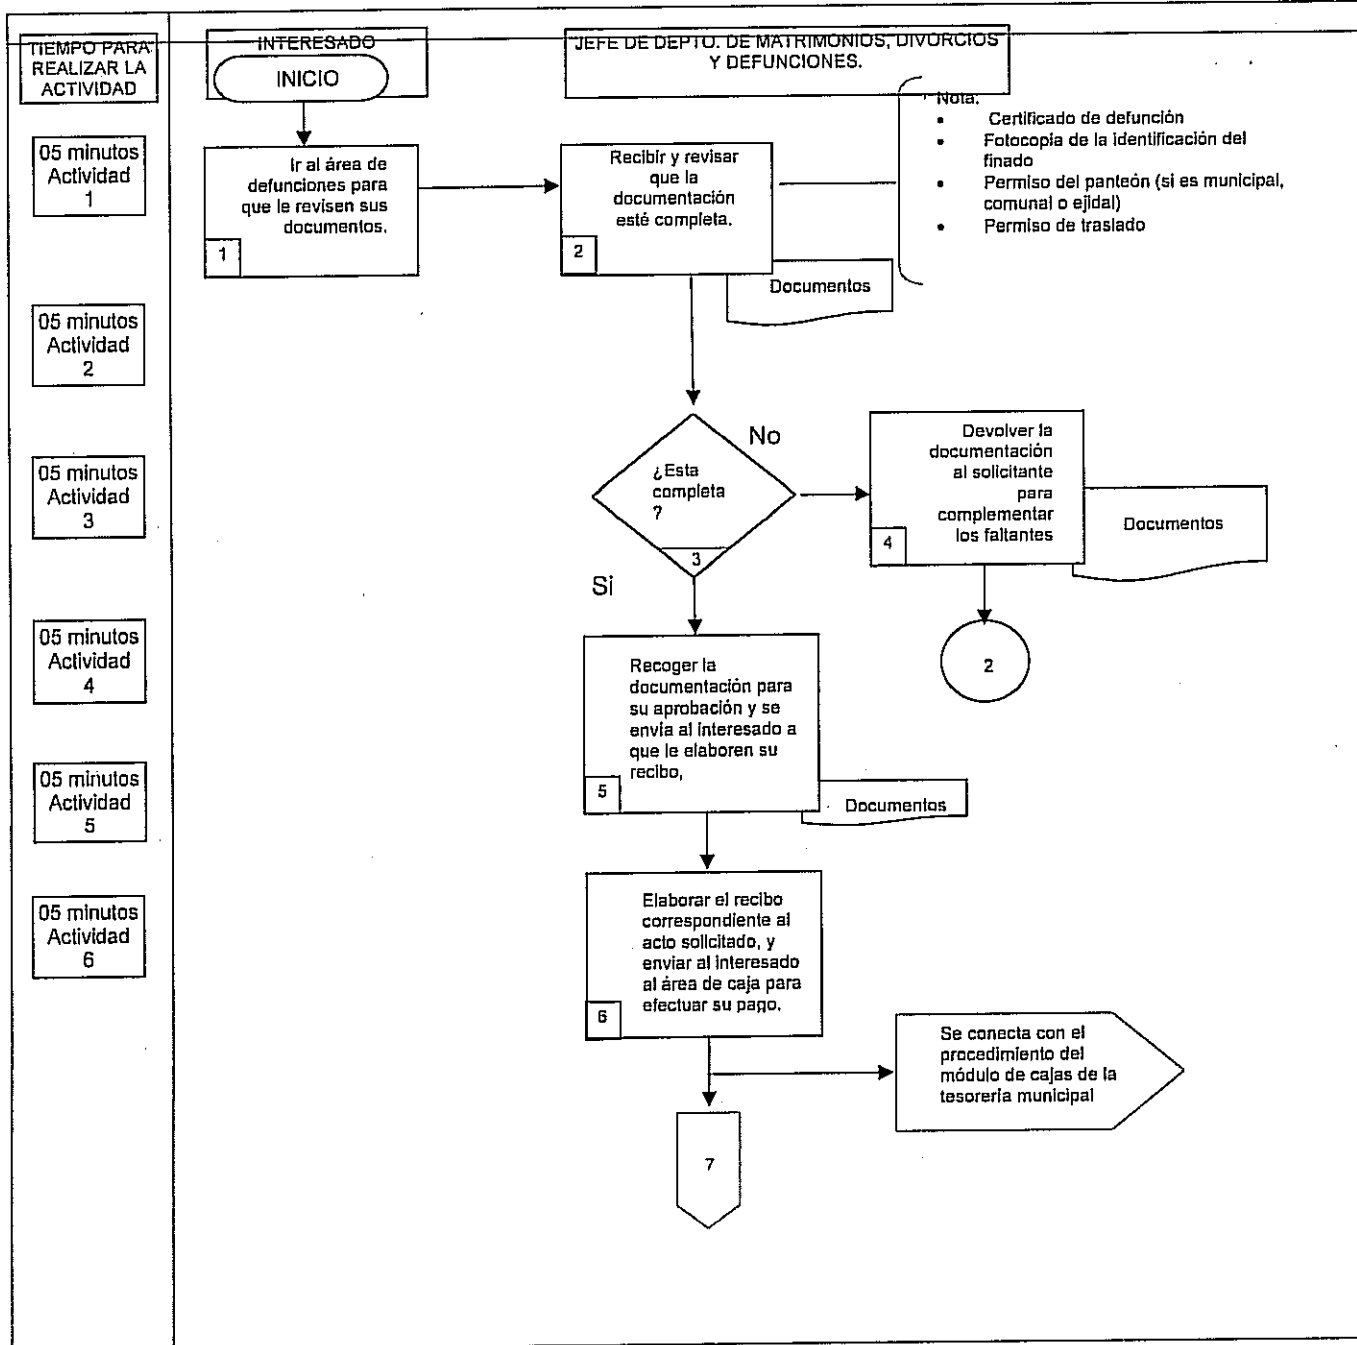 TIEMPO PARA
REALIZAR LA
ACTIVIDAD
INTERESADO
INICIO
JEFE DE DEPTO. DE MATRIMONIOS, DIVORCIOS
Y DEFUNCIONES.
Nota:
• Certificado de defunción
• Fotocopia de la identificación del
finado
• Permiso del panteón (si es municipal,
comunal o ejidal)
• Permiso de traslado
05 minutos
Actividad
1
Ir al área de
defunciones para
que le revisen sus
documentos.
1
Recibir y revisar
que la
documentación
esté completa.
2
Documentos
05 minutos
Actividad
2
05 minutos
Actividad
3
¿Esta
completa
?
3
No
Si
Devolver la
documentación
al solicitante
para
complementar
los faltantes
4
Documentos
2
05 minutos
Actividad
4
Recoger la
documentación para
su aprobación y se
envia al interesado a
que le elaboren su
recibo,
5
Documentos
05 minutos
Actividad
5
05 minutos
Actividad
6
Elaborar el recibo
correspondiente al
acto solicitado, y
enviar al interesado
al área de caja para
efectuar su pago.
6
Se conecta con el
procedimiento del
módulo de cajas de la
tesorería municipal
7